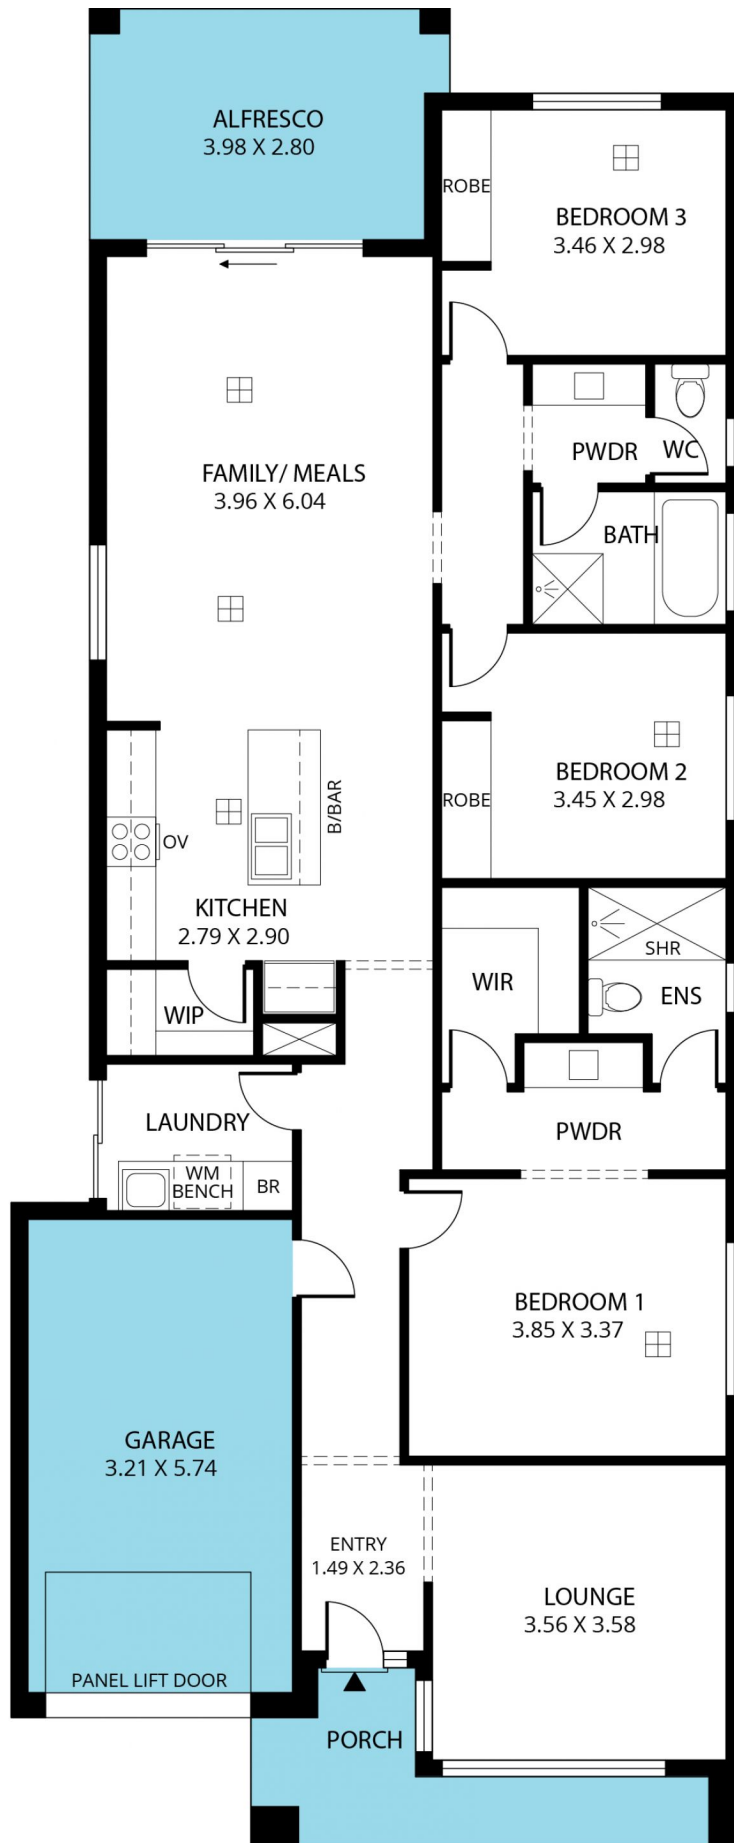 ALFRESCO
3.98 X 2.80
ROBE
BEDROOM 3
3.46 X 2.98
PWDR
WC
FAMILY/ MEALS
3.96 X 6.04
BATH
BEDROOM 2
3.45 X 2.98
ROBE
B/BAR
OV
KITCHEN
2.79 X 2.90
SHR
WIR
ENS
WIP
LAUNDRY
PWDR
WM
BENCH
BR
BEDROOM 1
3.85 X 3.37
GARAGE
3.21 X 5.74
ENTRY
1.49 X 2.36
LOUNGE
3.56 X 3.58
PANEL LIFT DOOR
PORCH